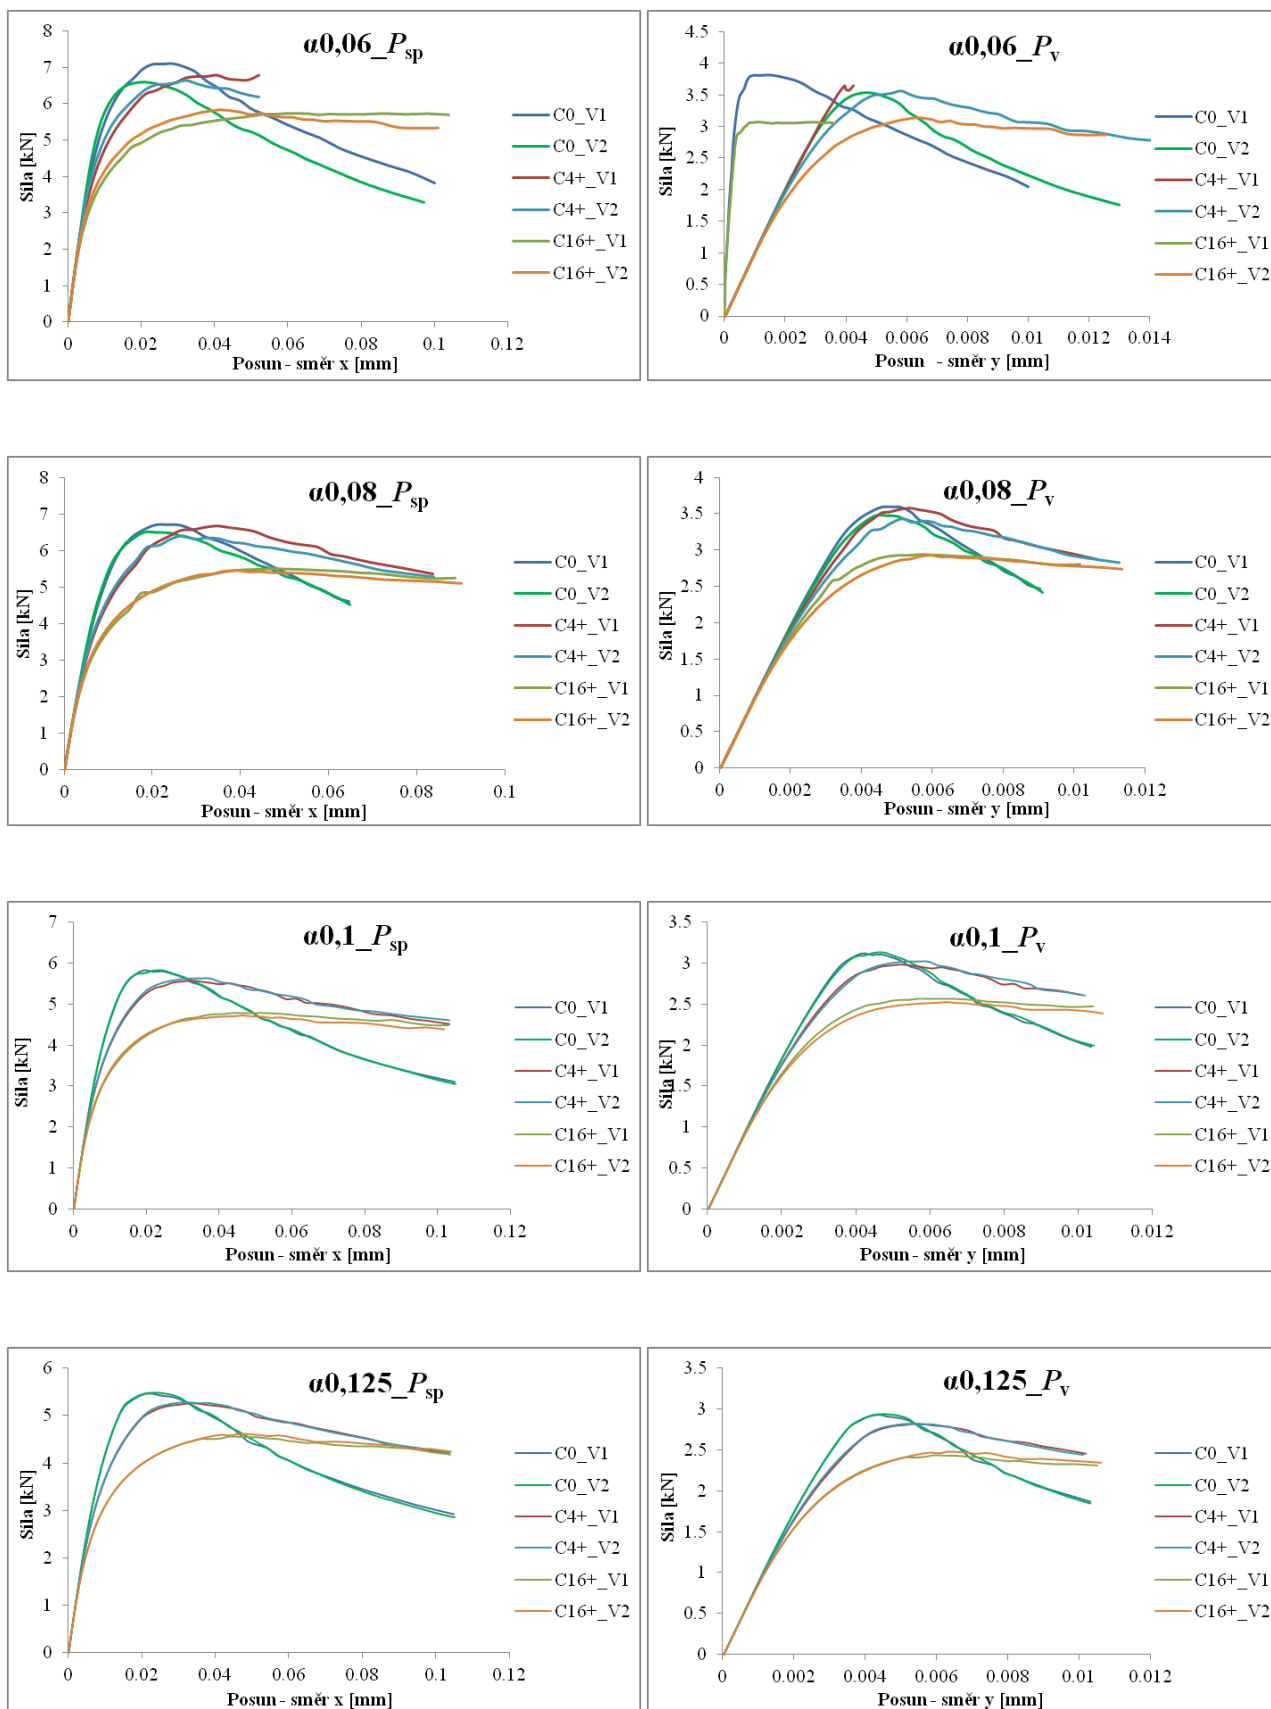 α0,06_Psp
8
7
6
5
4
3
2
1
0
Síla [kN]
0 0.02 0.04 0.06 0.08 0.1 0.12
Posun - směr x [mm]
C0_V1
C0_V2
C4+_V1
C4+_V2
C16+_V1
C16+_V2
α0,06_Pv
4.5
4
3.5
3
2.5
2
1.5
1
0.5
0
Síla [kN]
0 0.002 0.004 0.006 0.008 0.01 0.012 0.014
Posun - směr y [mm]
C0_V1
C0_V2
C4+_V1
C4+_V2
C16+_V1
C16+_V2
α0,08_Psp
8
7
6
5
4
3
2
1
0
Síla [kN]
0 0.02 0.04 0.06 0.08 0.1
Posun - směr x [mm]
C0_V1
C0_V2
C4+_V1
C4+_V2
C16+_V1
C16+_V2
α0,08_Pv
4
3.5
3
2.5
2
1.5
1
0.5
0
Síla [kN]
0 0.002 0.004 0.006 0.008 0.01 0.012
Posun - směr y [mm]
C0_V1
C0_V2
C4+_V1
C4+_V2
C16+_V1
C16+_V2
α0,1_Psp
7
6
5
4
3
2
1
0
Síla [kN]
0 0.02 0.04 0.06 0.08 0.1 0.12
Posun - směr x [mm]
C0_V1
C0_V2
C4+_V1
C4+_V2
C16+_V1
C16+_V2
α0,1_Pv
3.5
3
2.5
2
1.5
1
0.5
0
Síla [kN]
0 0.002 0.004 0.006 0.008 0.01 0.012
Posun - směr y [mm]
C0_V1
C0_V2
C4+_V1
C4+_V2
C16+_V1
C16+_V2
α0,125_Psp
6
5
4
3
2
1
0
Síla [kN]
0 0.02 0.04 0.06 0.08 0.1 0.12
Posun - směr x [mm]
C0_V1
C0_V2
C4+_V1
C4+_V2
C16+_V1
C16+_V2
α0,125_Pv
3.5
3
2.5
2
1.5
1
0.5
0
Síla [kN]
0 0.002 0.004 0.006 0.008 0.01 0.012
Posun - směr y [mm]
C0_V1
C0_V2
C4+_V1
C4+_V2
C16+_V1
C16+_V2